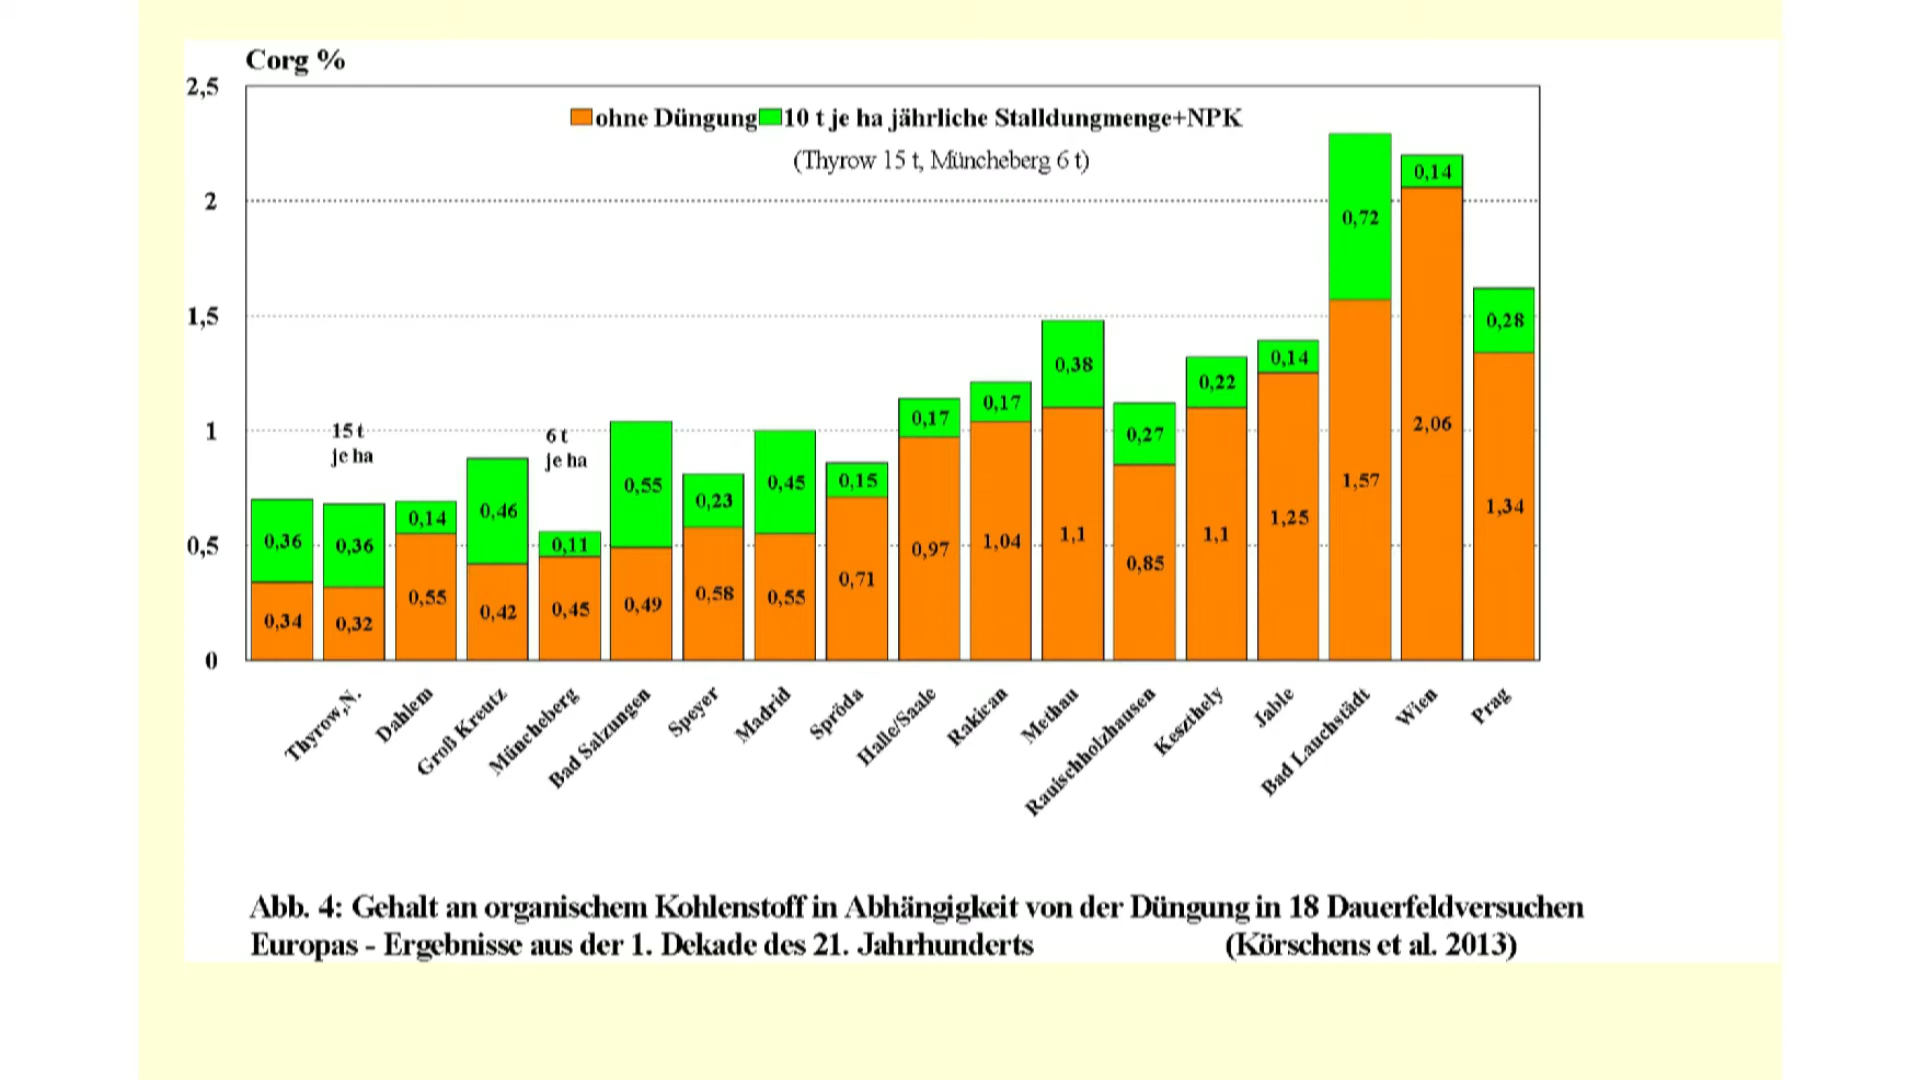 Corg %
2,5
ohne Düngung 10 t je ha jährliche Stalldungmenge+NPK
(Thyrow 15 t, Müncheberg 6 t)
2
1,5
1
0,5
0
15 t
je ha
6 t
je ha
0,36
0,36
0,14
0,46
0,11
0,55
0,23
0,45
0,15
0,17
0,17
0,38
0,27
0,22
0,14
0,72
0,14
0,28
0,34
0,32
0,55
0,42
0,45
0,49
0,58
0,55
0,71
0,97
1,04
1,1
0,85
1,1
1,25
1,57
2,06
1,34
Thyrow,N.
Dahlem
Groß Kreutz
Müncheberg
Bad Salzungen
Speyer
Madrid
Spröda
Halle/Saale
Rakican
Methau
Rauischholzhausen
Keszthely
Jable
Bad Lauchstädt
Wien
Prag
Abb. 4: Gehalt an organischem Kohlenstoff in Abhängigkeit von der Düngung in 18 Dauerfeldversuchen
Europas - Ergebnisse aus der 1. Dekade des 21. Jahrhunderts (Körschens et al. 2013)